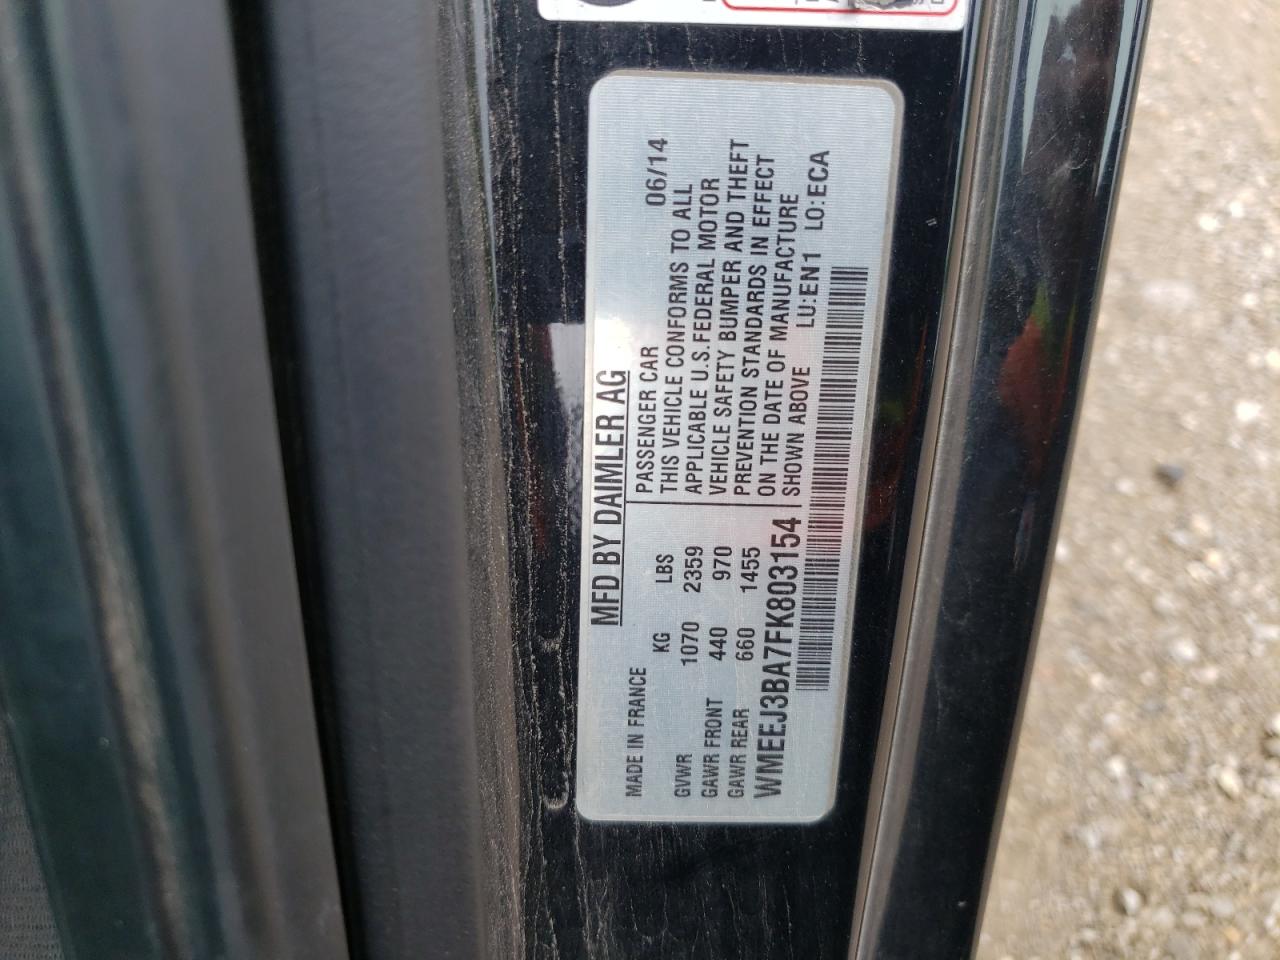 MFD BY DAIMLER AG
MADE IN FRANCE
KG LBS
GVWR 1070 2359
GAWR FRONT 440 970
GAWR REAR 660 1455
PASSENGER CAR 06/14
THIS VEHICLE CONFORMS TO ALL
APPLICABLE U.S.FEDERAL MOTOR
VEHICLE SAFETY BUMPER AND THEFT
PREVENTION STANDARDS IN EFFECT
ON THE DATE OF MANUFACTURE
SHOWN ABOVE LU:EN1 LO:ECA
WMEEJ3BA7FK803154